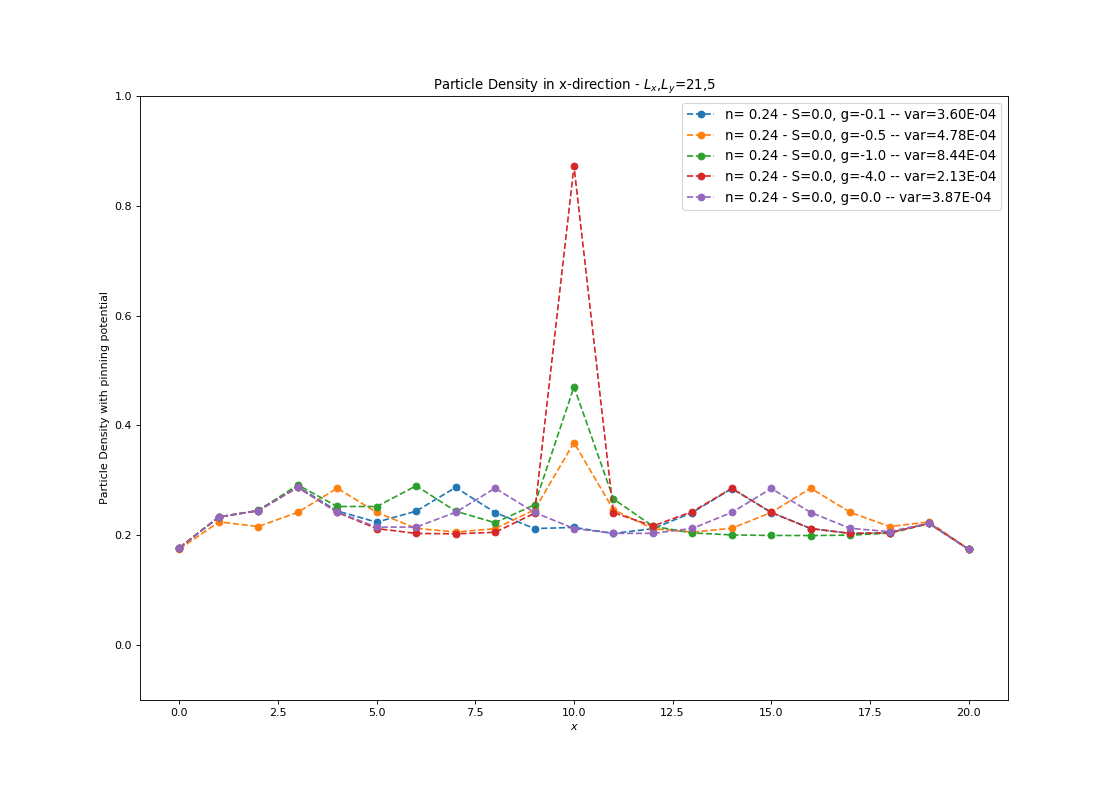 Particle Density in x-direction - Lx,Ly=21,5
1.0
0.8
0.6
0.4
0.2
0.0
Particle Density with pinning potential
n= 0.24 - S=0.0, g=-0.1 -- var=3.60E-04
n= 0.24 - S=0.0, g=-0.5 -- var=4.78E-04
n= 0.24 - S=0.0, g=-1.0 -- var=8.44E-04
n= 0.24 - S=0.0, g=-4.0 -- var=2.13E-04
n= 0.24 - S=0.0, g=0.0 -- var=3.87E-04
0.0 2.5 5.0 7.5 10.0 12.5 15.0 17.5 20.0
x